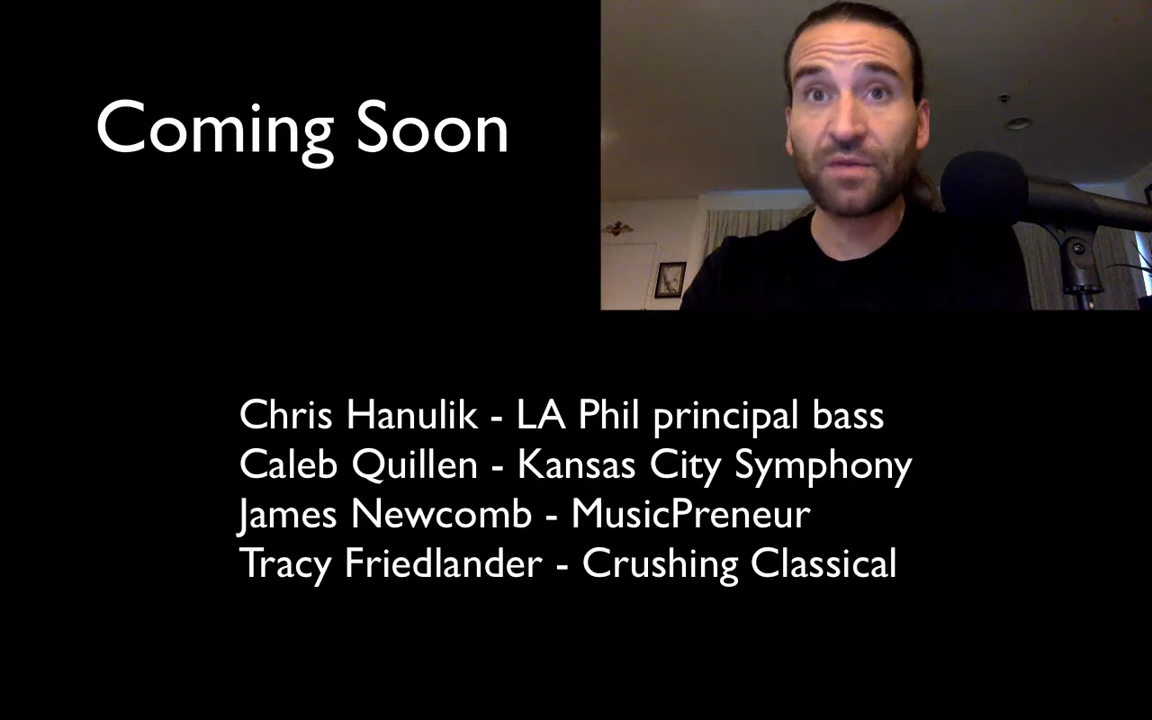 Coming Soon
Chris Hanulik - LA Phil principal bass
Caleb Quillen - Kansas City Symphony
James Newcomb - MusicPreneur
Tracy Friedlander - Crushing Classical